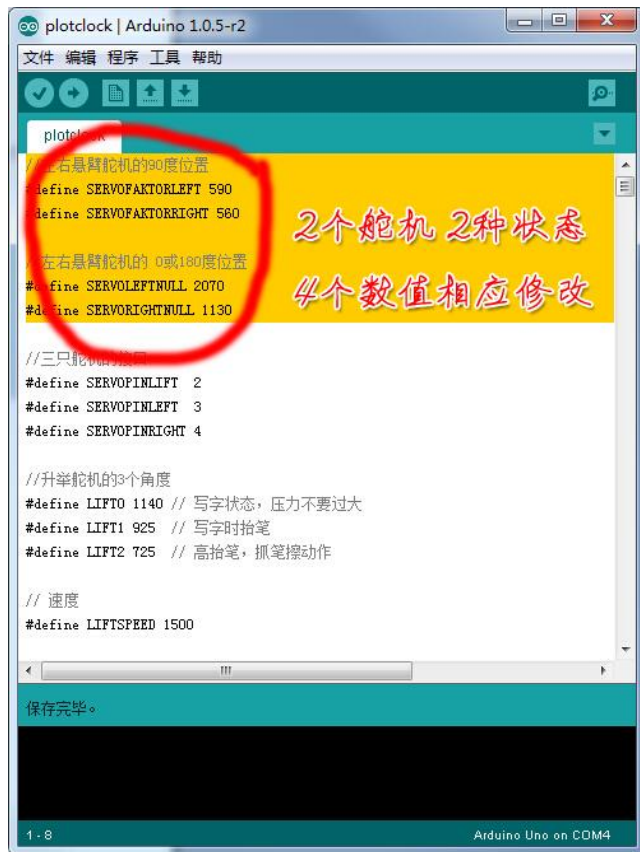 plotclock | Arduino 1.0.5-r2
文件 编辑 程序 工具 帮助
plotclock
//左右悬臂舵机的90度位置
#define SERVOFAKTORLEFT 590
#define SERVOFAKTORRIGHT 560
//左右悬臂舵机的 0或180度位置
#define SERVOLEFTNULL 2070
#define SERVORIGHTNULL 1130
2个舵机 2种状态
4个数值相应修改
//三只舵机的接口
#define SERVOPINLIFT 2
#define SERVOPINLEFT 3
#define SERVOPINRIGHT 4
//升举舵机的3个角度
#define LIFT0 1140 // 写字状态，压力不要过大
#define LIFT1 925 // 写字时抬笔
#define LIFT2 725 // 高抬笔，抓笔擦动作
// 速度
#define LIFTSPEED 1500
保存完毕。
1 - 8
Arduino Uno on COM4